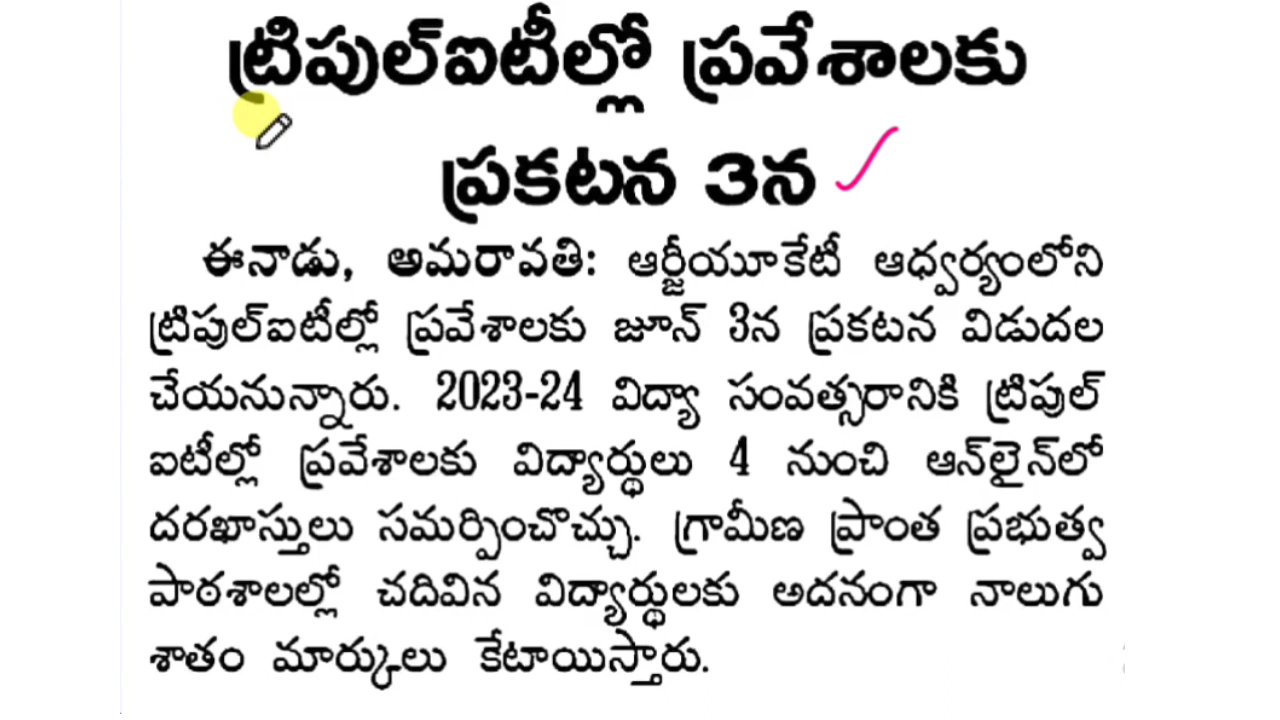 ట్రిపుల్ఐటీల్లో ప్రవేశాలకు
ప్రకటన 3న
ఈనాడు, అమరావతి: ఆర్జీయూకేటీ ఆధ్వర్యంలోని
ట్రిపుల్ఐటీల్లో ప్రవేశాలకు జూన్ 3న ప్రకటన విడుదల
చేయనున్నారు. 2023-24 విద్యా సంవత్సరానికి ట్రిపుల్
ఐటీల్లో ప్రవేశాలకు విద్యార్థులు 4 నుంచి ఆన్‌లైన్‌లో
దరఖాస్తులు సమర్పించొచ్చు. గ్రామీణ ప్రాంత ప్రభుత్వ
పాఠశాలల్లో చదివిన విద్యార్థులకు అదనంగా నాలుగు
శాతం మార్కులు కేటాయిస్తారు.